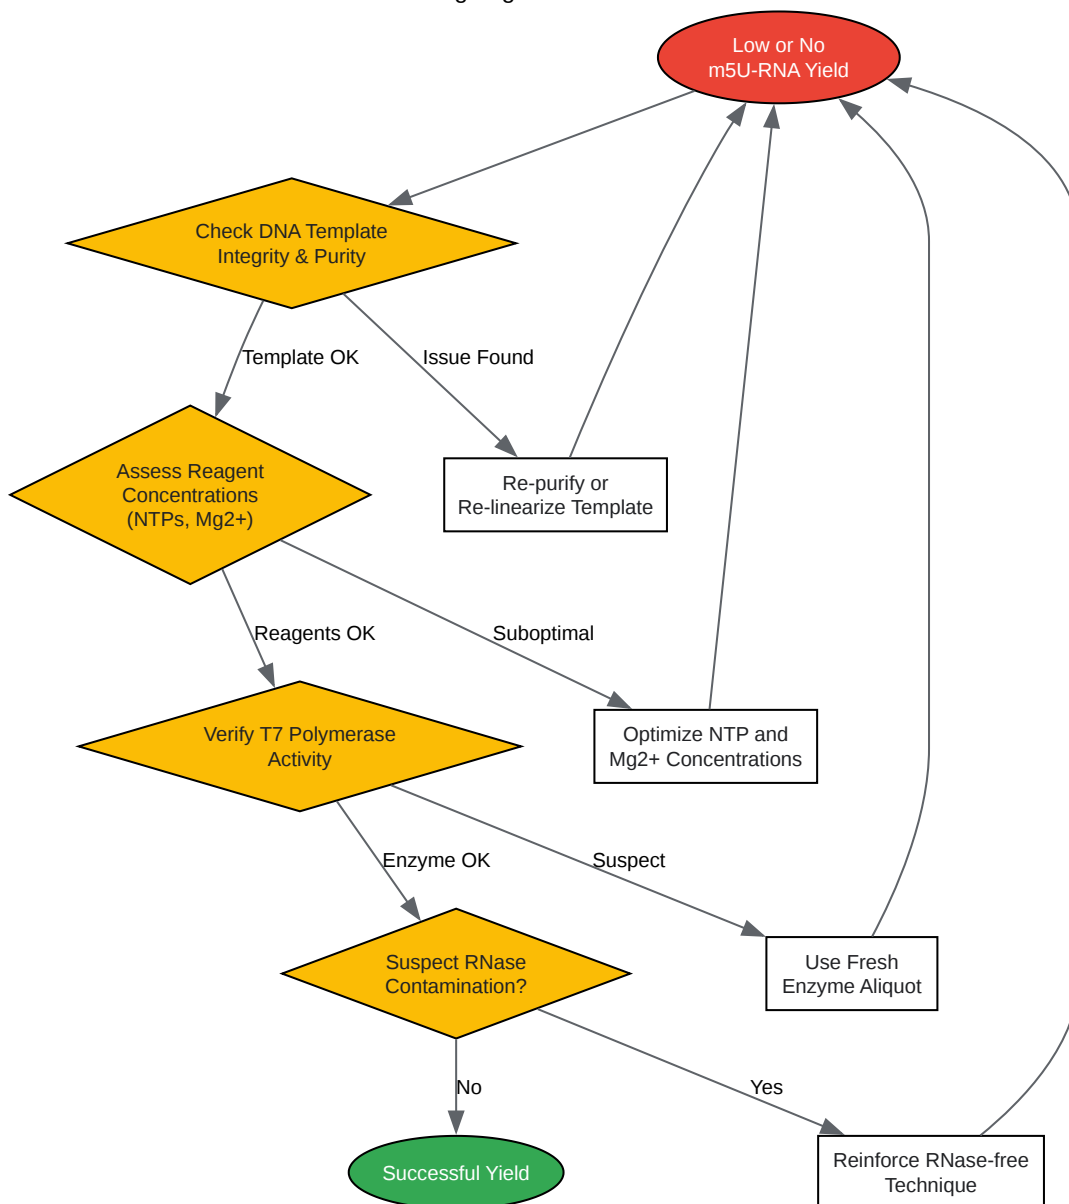 Low or No
m5U-RNA Yield
Check DNA Template
Integrity & Purity
Template OK
Issue Found
Assess Reagent
Concentrations
(NTPs, Mg2+)
Re-purify or
Re-linearize Template
Reagents OK
Suboptimal
Verify T7 Polymerase
Activity
Optimize NTP and
Mg2+ Concentrations
Enzyme OK
Suspect
Suspect RNase
Contamination?
Use Fresh
Enzyme Aliquot
No
Yes
Successful Yield
Reinforce RNase-free
Technique